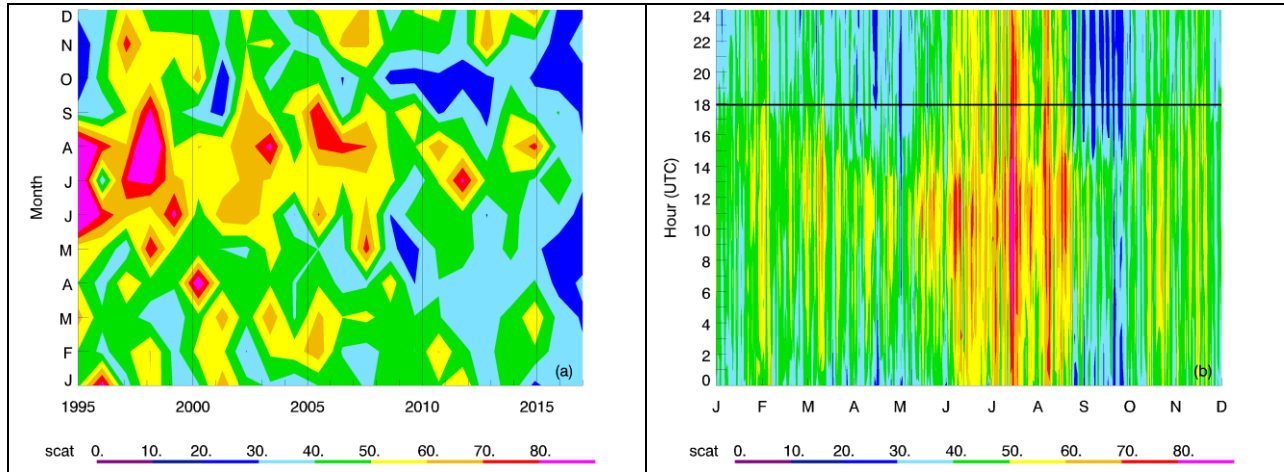 D
N
O
S
A
J
J
M
A
M
F
J
Month
(a)
1995 2000 2005 2010 2015
scat 0. 10. 20. 30. 40. 50. 60. 70. 80.
24
22
20
18
16
14
12
10
8
6
4
2
0
Hour (UTC)
(b)
J F M A M J J A S O N D
scat 0. 10. 20. 30. 40. 50. 60. 70. 80.